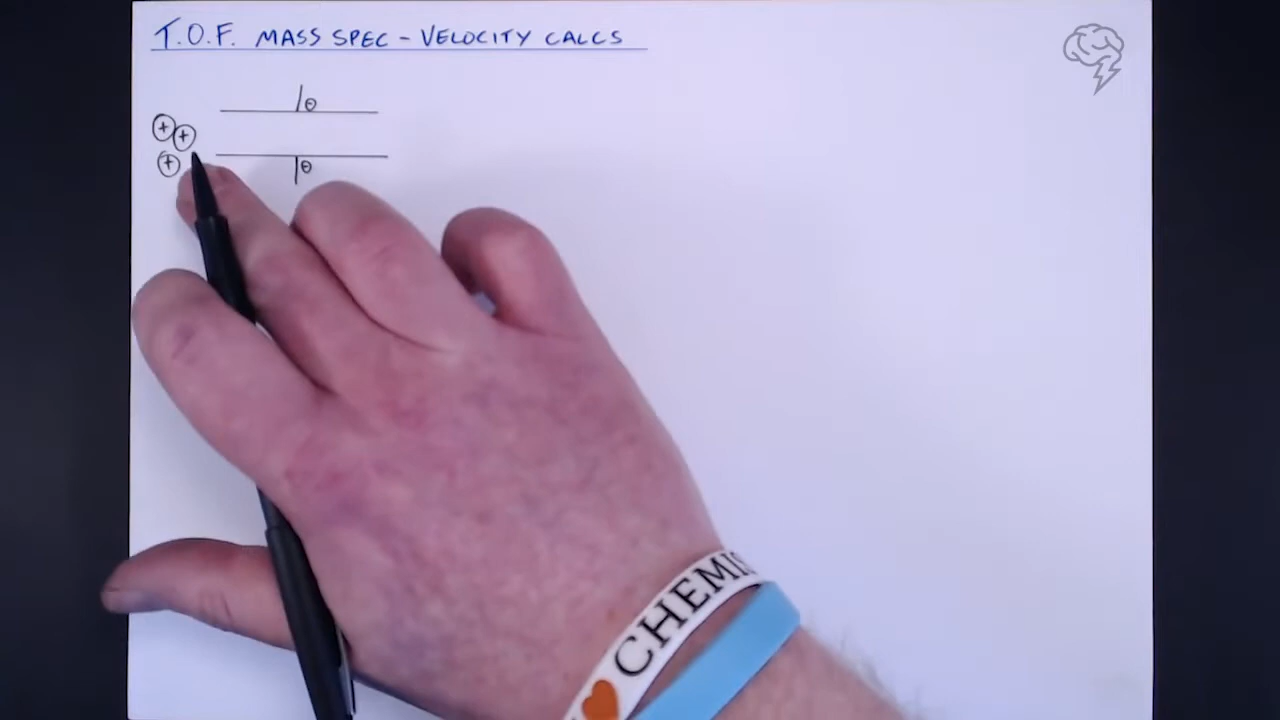 T.O.F. MASS SPEC - VELOCITY CALCS
⊖
+ +
+
⊖
I ❤ CHEMIS